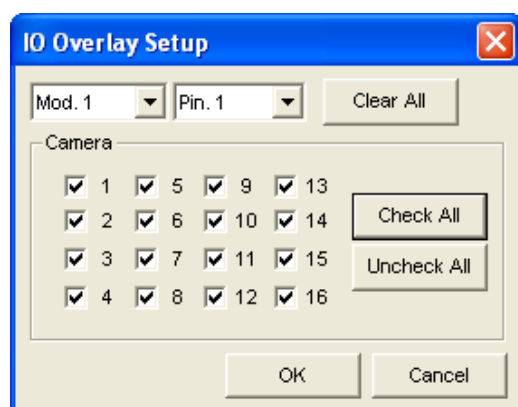 IO Overlay Setup
Mod. 1 Pin. 1 Clear All
Camera
1 5 9 13
2 6 10 14 Check All
3 7 11 15 Uncheck All
4 8 12 16
OK Cancel